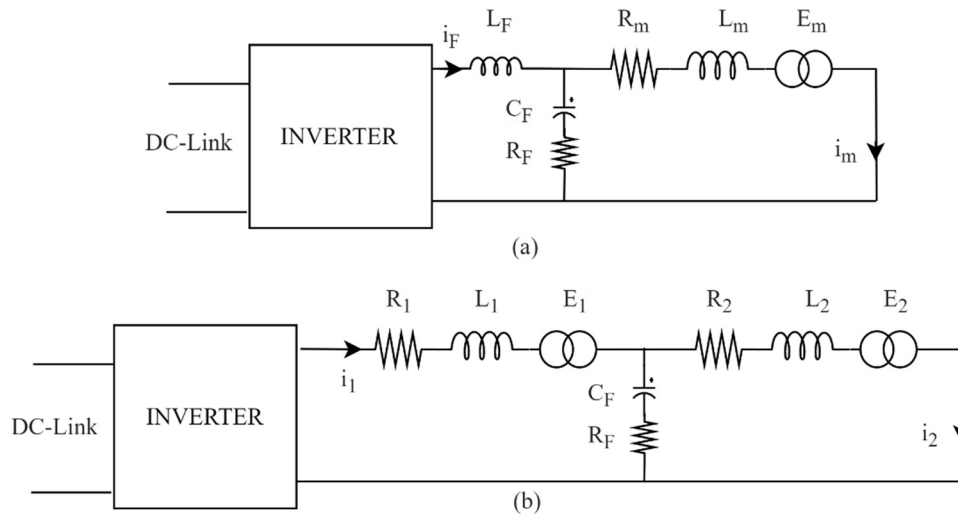 L_F R_m L_m E_m
i_F
C_F
DC-Link INVERTER
R_F
i_m
(a)
R_1 L_1 E_1 R_2 L_2 E_2
i_1
C_F
DC-Link INVERTER
R_F i_2
(b)